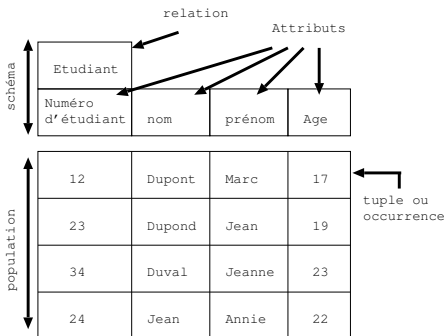 relation
Attributs
schéma
Etudiant
Numéro
d'étudiant
nom
prénom
Age
population
12
Dupont
Marc
17
tuple ou
occurrence
23
Dupond
Jean
19
34
Duval
Jeanne
23
24
Jean
Annie
22